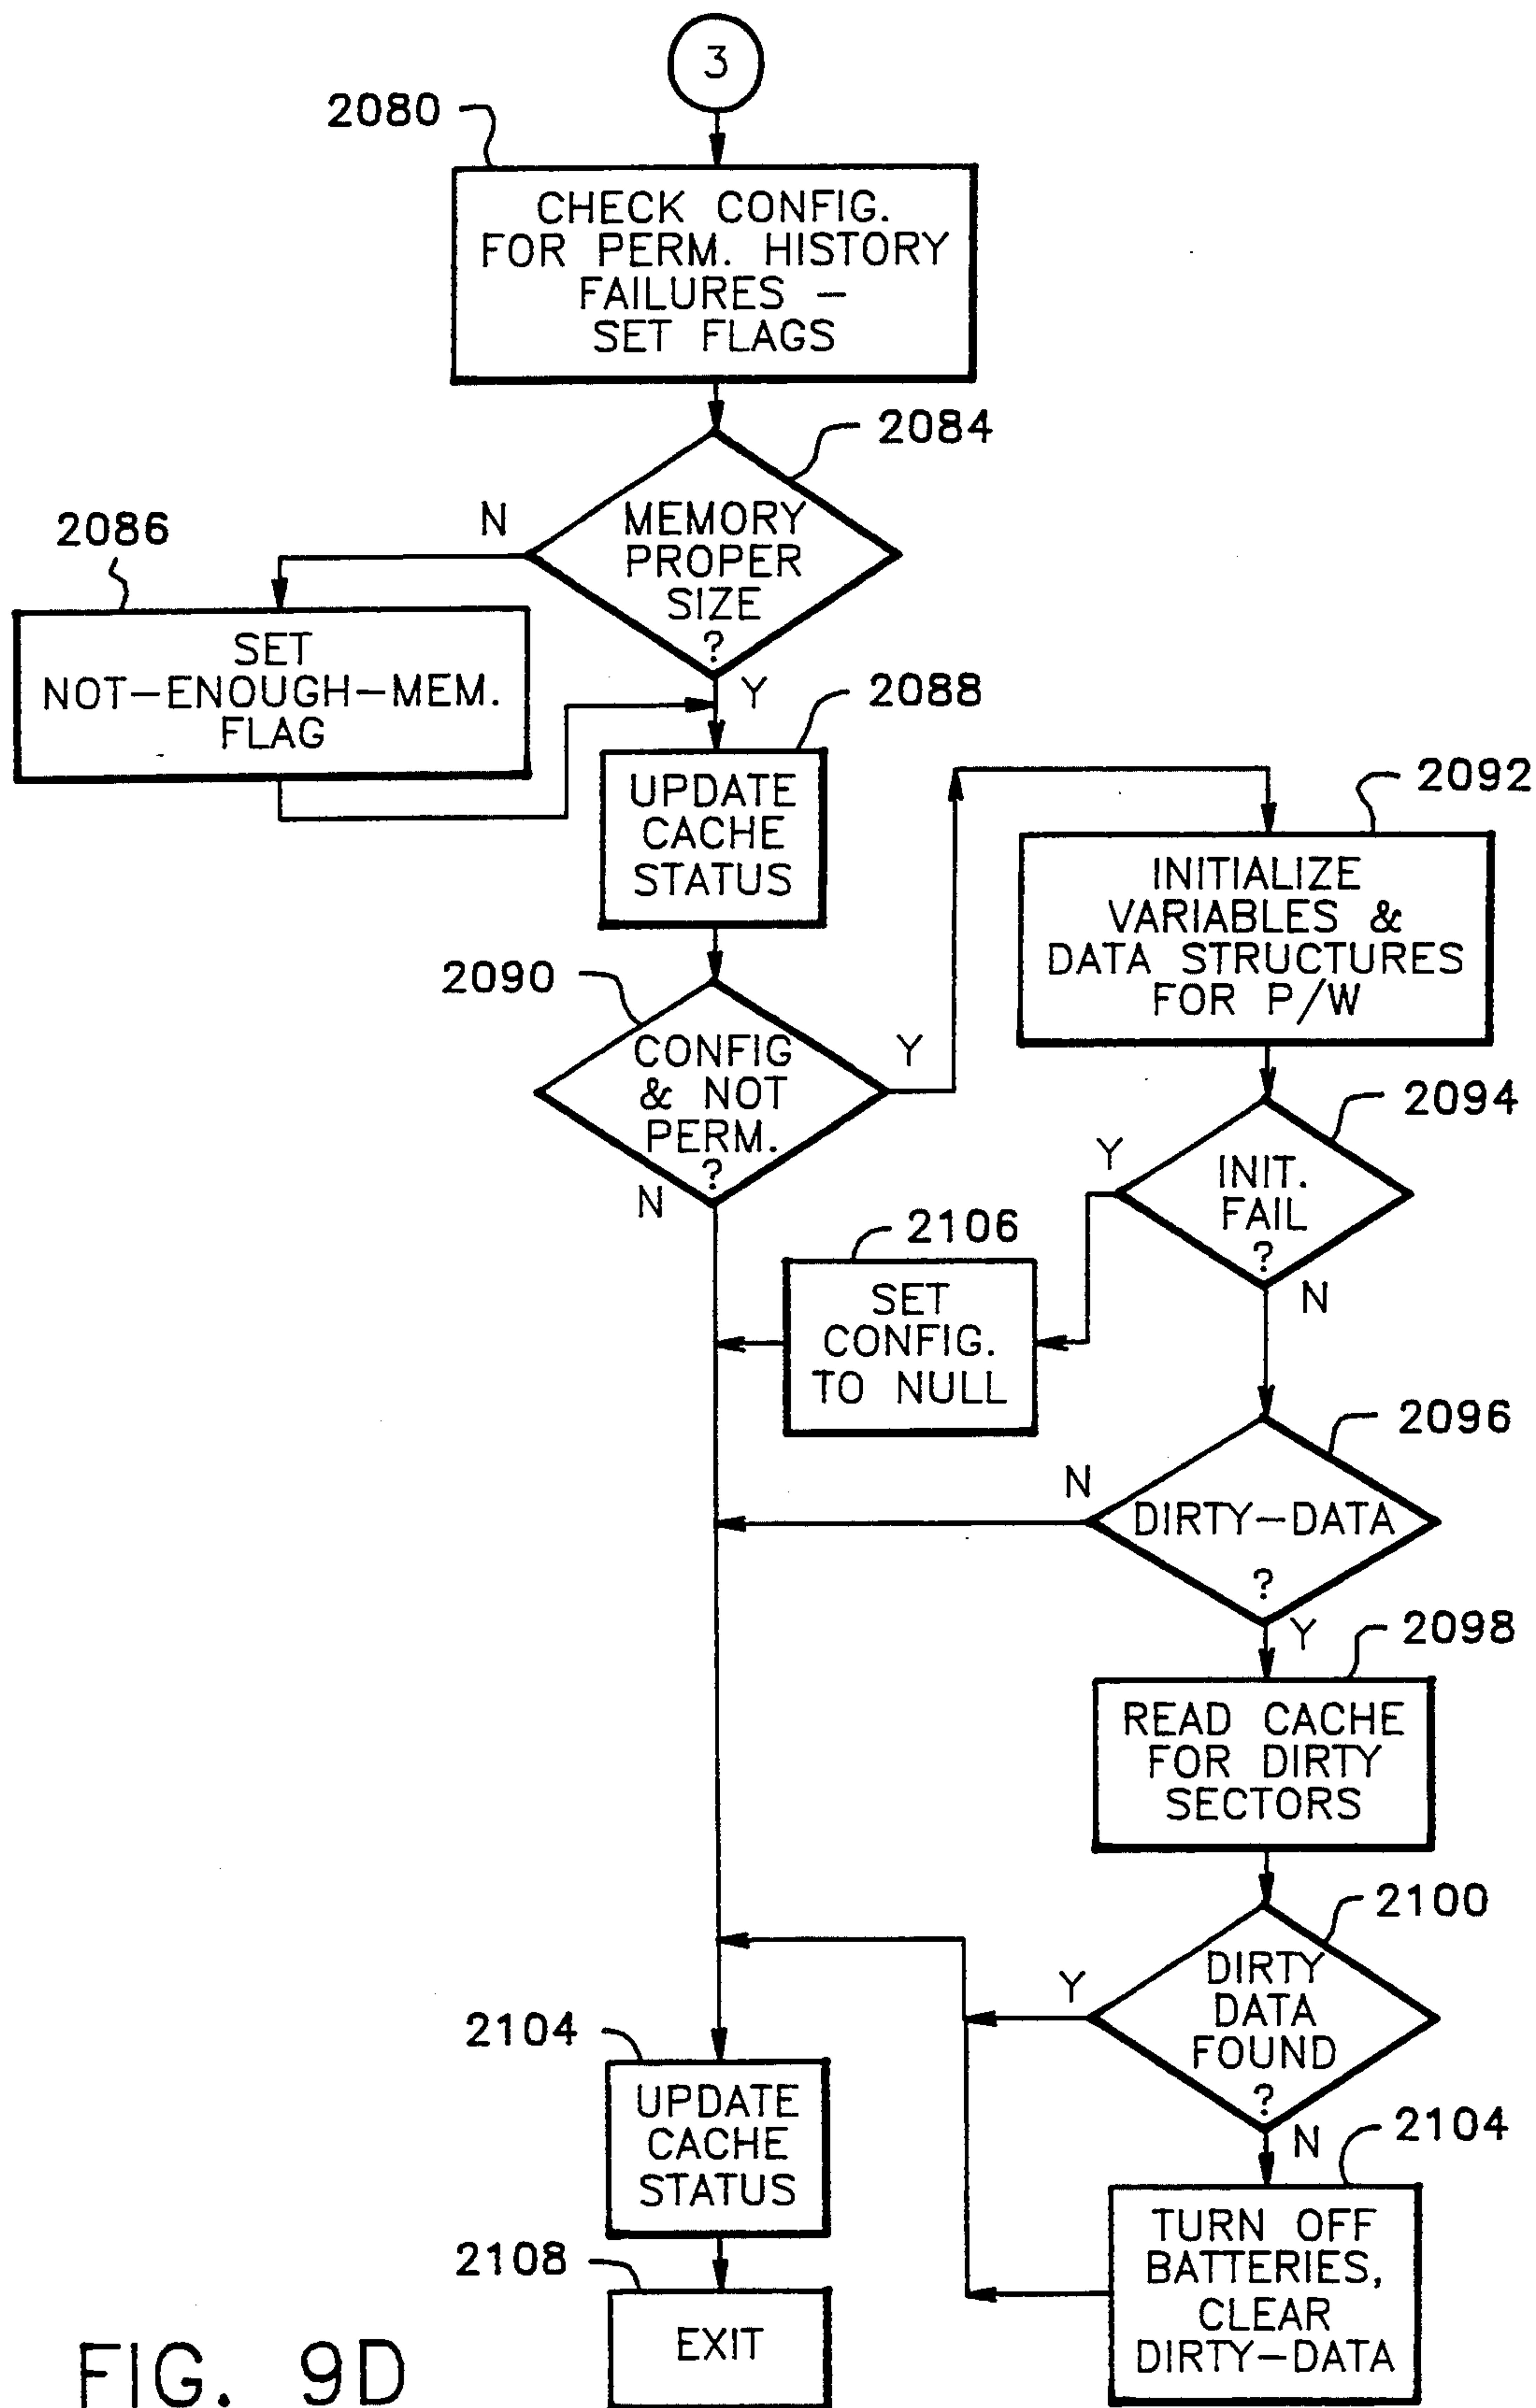 3
2080
CHECK CONFIG.
FOR PERM. HISTORY
FAILURES –
SET FLAGS
2084
N
MEMORY
PROPER
SIZE
?
Y
2086
SET
NOT–ENOUGH–MEM.
FLAG
2088
UPDATE
CACHE
STATUS
2090
CONFIG
& NOT
PERM.
?
Y
N
2092
INITIALIZE
VARIABLES &
DATA STRUCTURES
FOR P/W
2094
Y
INIT.
FAIL
?
N
2106
SET
CONFIG.
TO NULL
2096
N
DIRTY–DATA
?
Y
2098
READ CACHE
FOR DIRTY
SECTORS
2100
Y
DIRTY
DATA
FOUND
?
N
2104
UPDATE
CACHE
STATUS
2104
TURN OFF
BATTERIES,
CLEAR
DIRTY–DATA
2108
EXIT
FIG. 9D